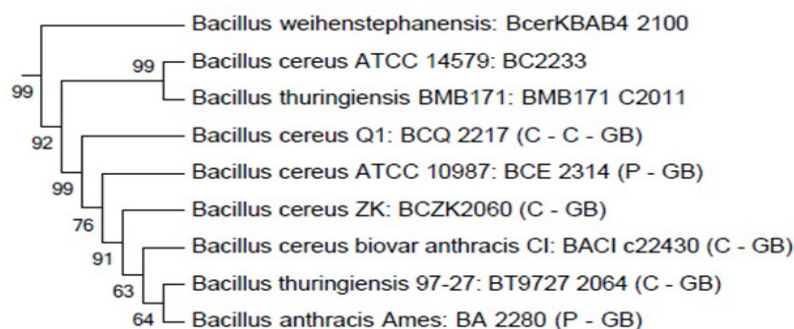 Bacillus weihenstephanensis: BcerKBAB4 2100
99
Bacillus cereus ATCC 14579: BC2233
99
Bacillus thuringiensis BMB171: BMB171 C2011
92
Bacillus cereus Q1: BCQ 2217 (C - C - GB)
99
Bacillus cereus ATCC 10987: BCE 2314 (P - GB)
76
Bacillus cereus ZK: BCZK2060 (C - GB)
91
Bacillus cereus biovar anthracis CI: BACI c22430 (C - GB)
63
Bacillus thuringiensis 97-27: BT9727 2064 (C - GB)
64
Bacillus anthracis Ames: BA 2280 (P - GB)